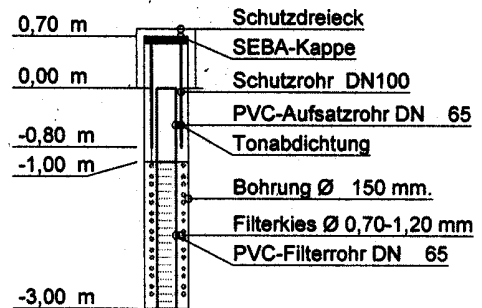 0,70 m
0,00 m
-0,80 m
-1,00 m
-3,00 m
Schutzdreieck
SEBA-Kappe
Schutzrohr DN100
PVC-Aufsatzrohr DN 65
Tonabdichtung
Bohrung Ø 150 mm.
Filterkies Ø 0,70-1,20 mm
PVC-Filterrohr DN 65